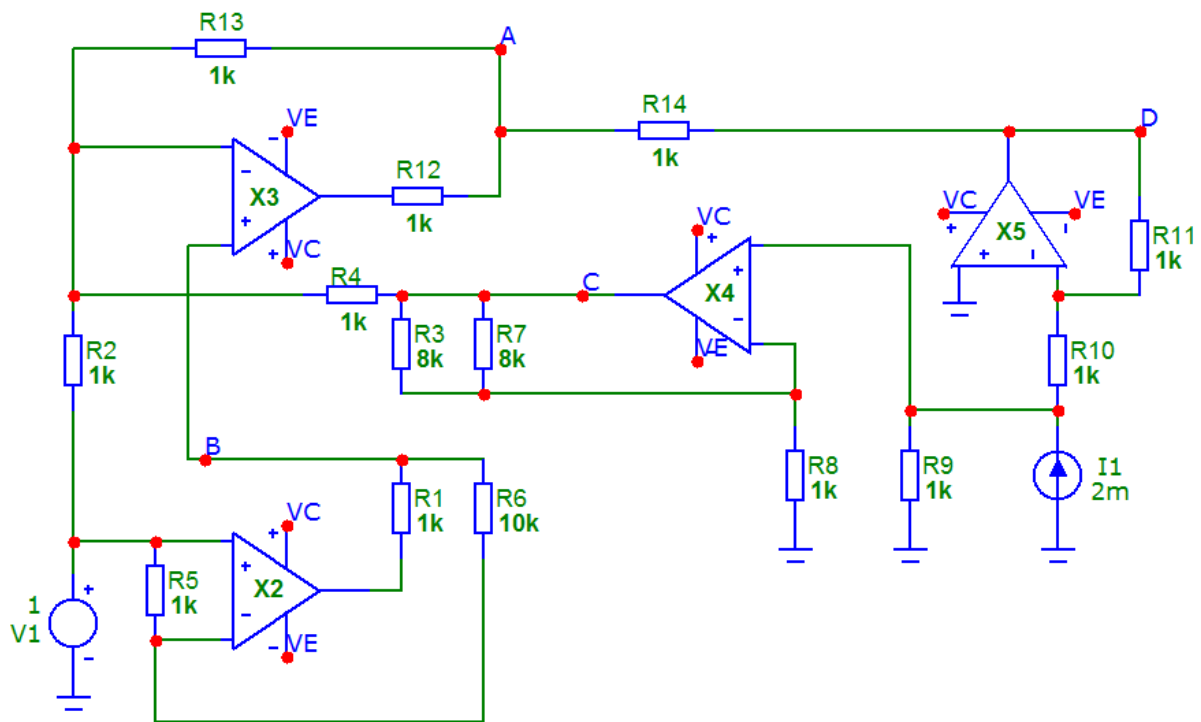 R13
A
1k
R14
D
1k
VE
-
-
X3
+
+
VC
R12
1k
VC
+
VE
-
X5
+
-
R11
1k
VC
+
+
X4
-
-
VE
R4
1k
C
R3
8k
R7
8k
R2
1k
R10
1k
B
R1
1k
R6
10k
R8
1k
R9
1k
I1
2m
VC
+
+
X2
-
-
VE
R5
1k
1
V1
+
-